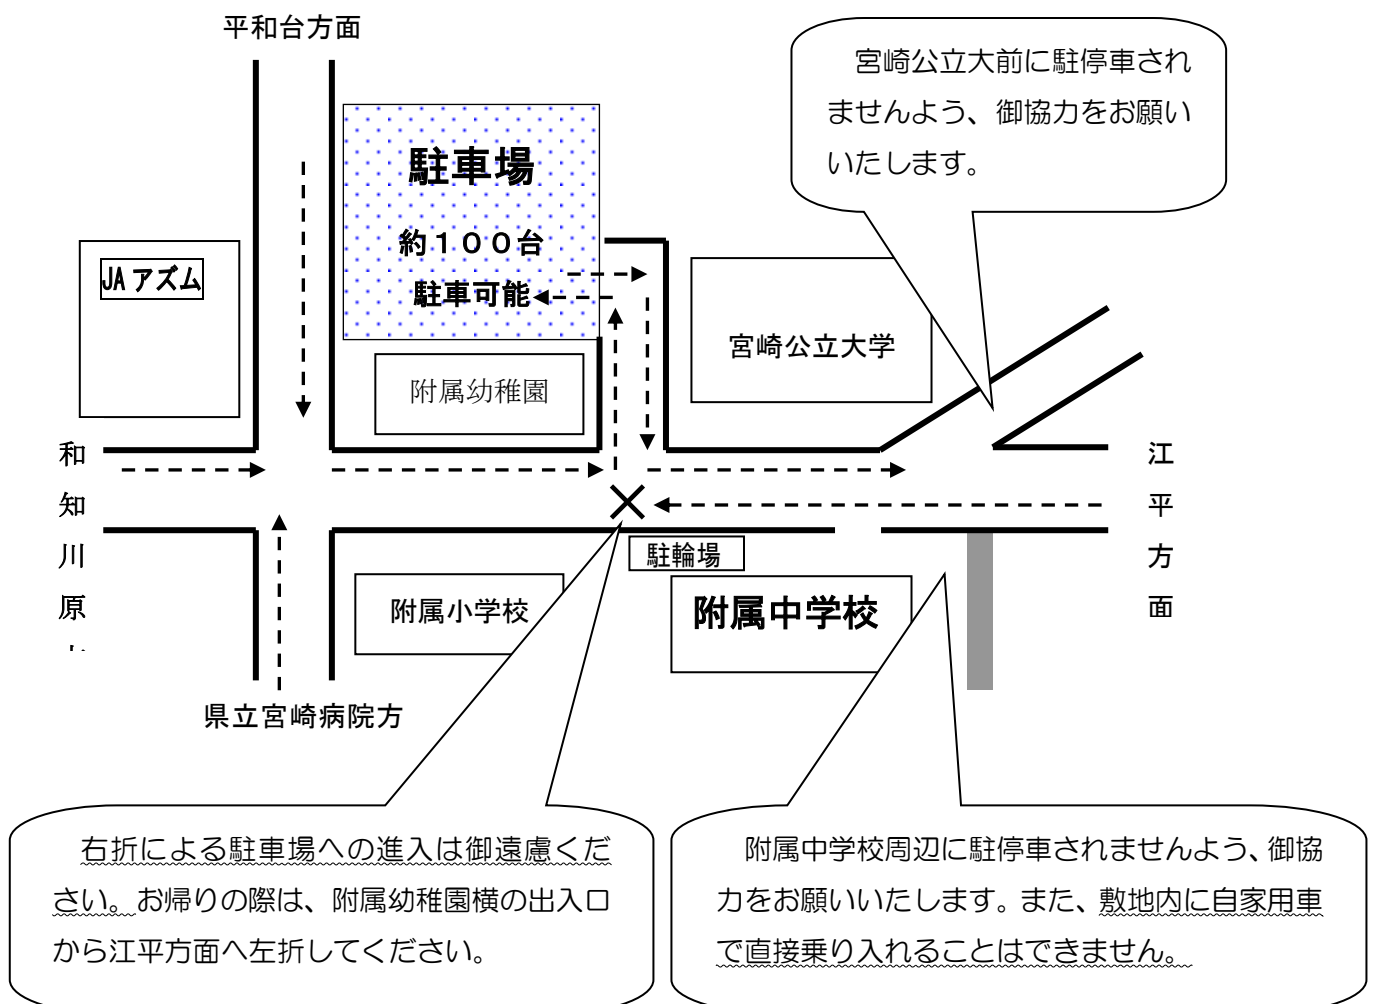 平和台方面
宮崎公立大前に駐停車され
ませんよう、御協力をお願い
いたします。
駐車場
約１００台
駐車可能
JAアズム
宮崎公立大学
附属幼稚園
和知川原
江平方面
駐輪場
附属小学校
附属中学校
県立宮崎病院方
右折による駐車場への進入は御遠慮くだ
さい。お帰りの際は、附属幼稚園横の出入口
から江平方面へ左折してください。
附属中学校周辺に駐停車されませんよう、御協
力をお願いいたします。また、敷地内に自家用車
で直接乗り入れることはできません。